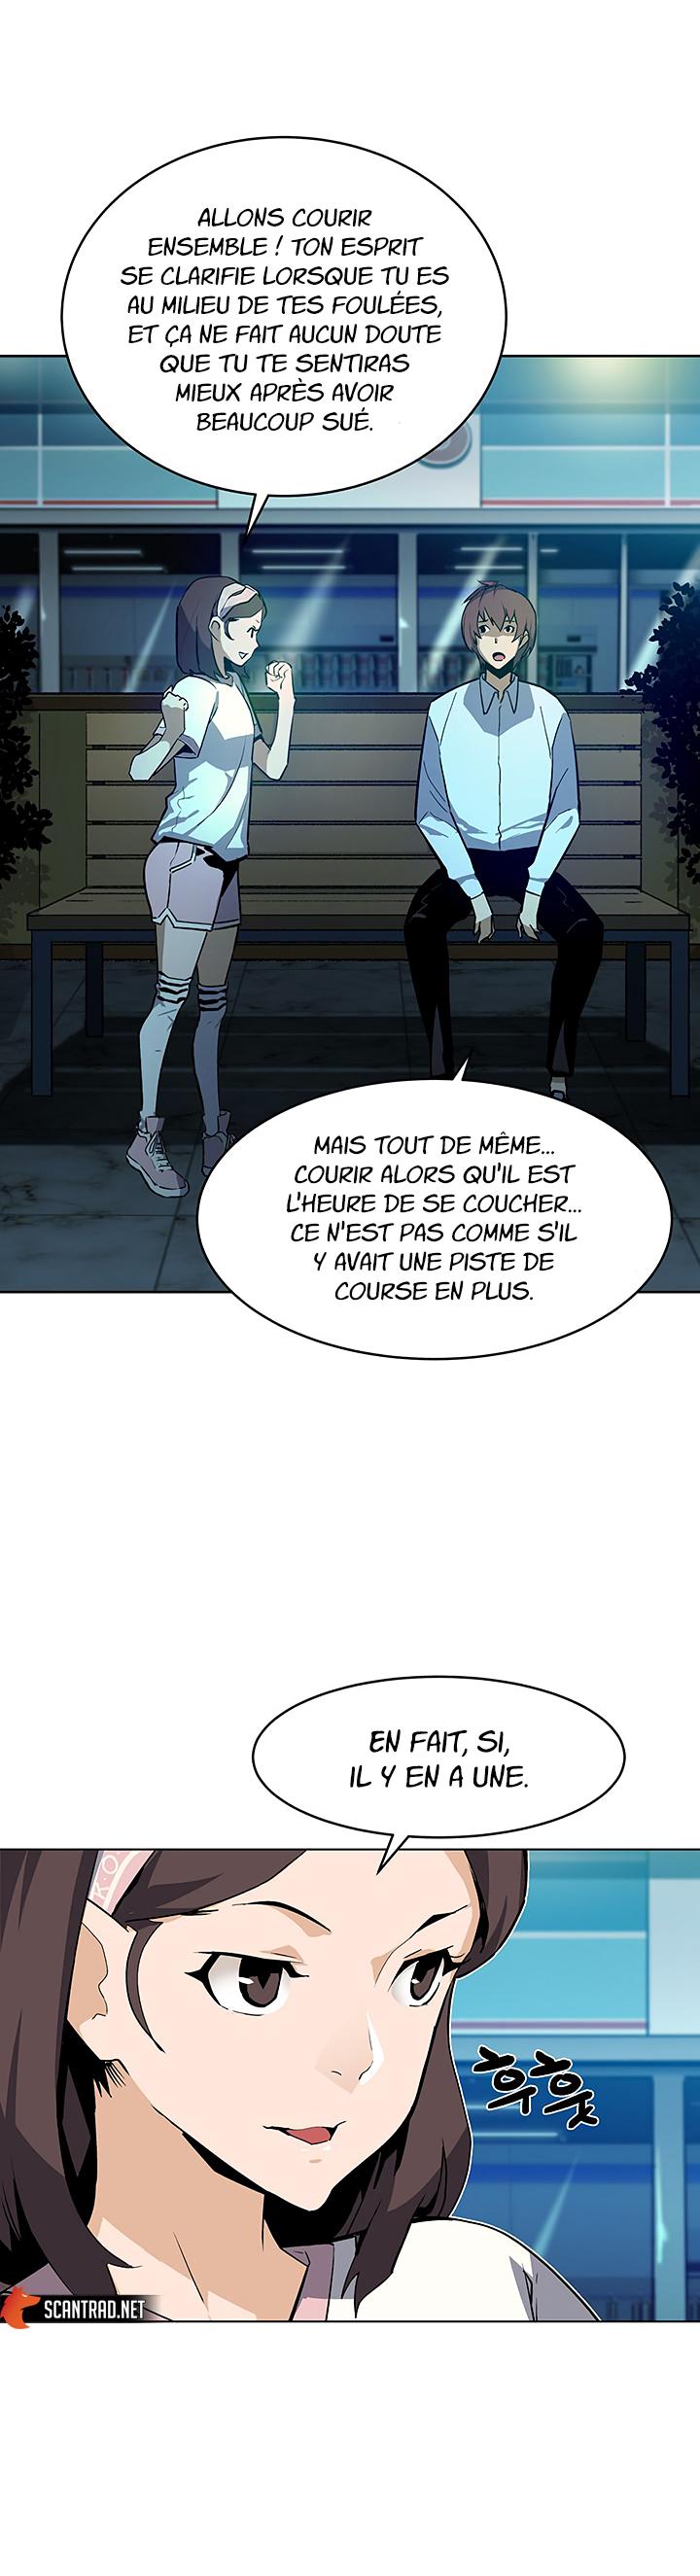 ALLONS COURIR
ENSEMBLE ! TON ESPRIT
SE CLARIFIE LORSQUE TU ES
AU MILIEU DE TES FOULÉES,
ET ÇA NE FAIT AUCUN DOUTE
QUE TU TE SENTIRAS
MIEUX APRÈS AVOIR
BEAUCOUP SUÉ.
MAIS TOUT DE MÊME...
COURIR ALORS QU'IL EST
L'HEURE DE SE COUCHER...
CE N'EST PAS COMME S'IL
Y AVAIT UNE PISTE DE
COURSE EN PLUS.
EN FAIT, SI,
IL Y EN A UNE.
후훗
SCANTRAD.NET